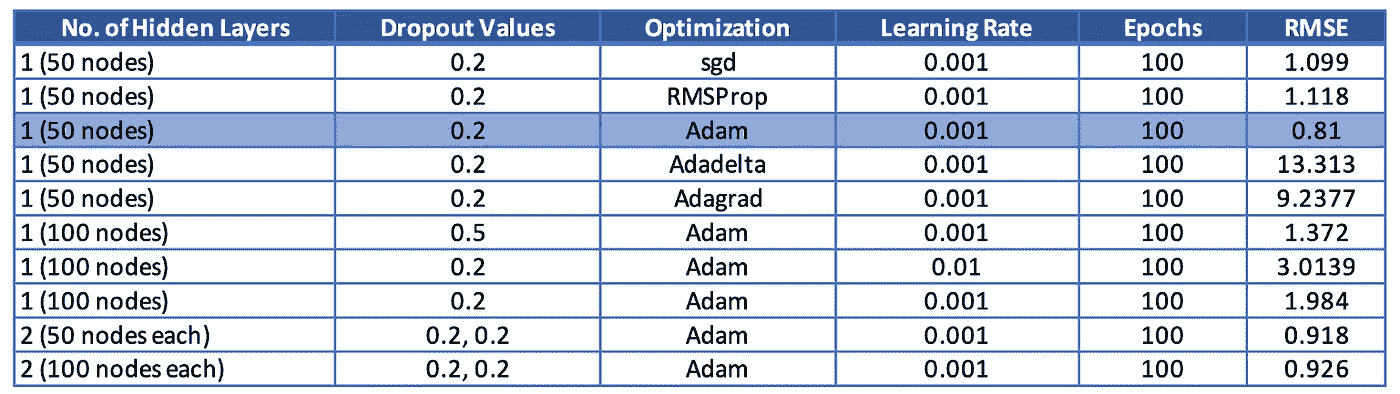 No. of Hidden Layers Dropout Values Optimization Learning Rate Epochs RMSE
1 (50 nodes) 0.2 sgd 0.001 100 1.099
1 (50 nodes) 0.2 RMSProp 0.001 100 1.118
1 (50 nodes) 0.2 Adam 0.001 100 0.81
1 (50 nodes) 0.2 Adadelta 0.001 100 13.313
1 (50 nodes) 0.2 Adagrad 0.001 100 9.2377
1 (100 nodes) 0.5 Adam 0.001 100 1.372
1 (100 nodes) 0.2 Adam 0.01 100 3.0139
1 (100 nodes) 0.2 Adam 0.001 100 1.984
2 (50 nodes each) 0.2, 0.2 Adam 0.001 100 0.918
2 (100 nodes each) 0.2, 0.2 Adam 0.001 100 0.926